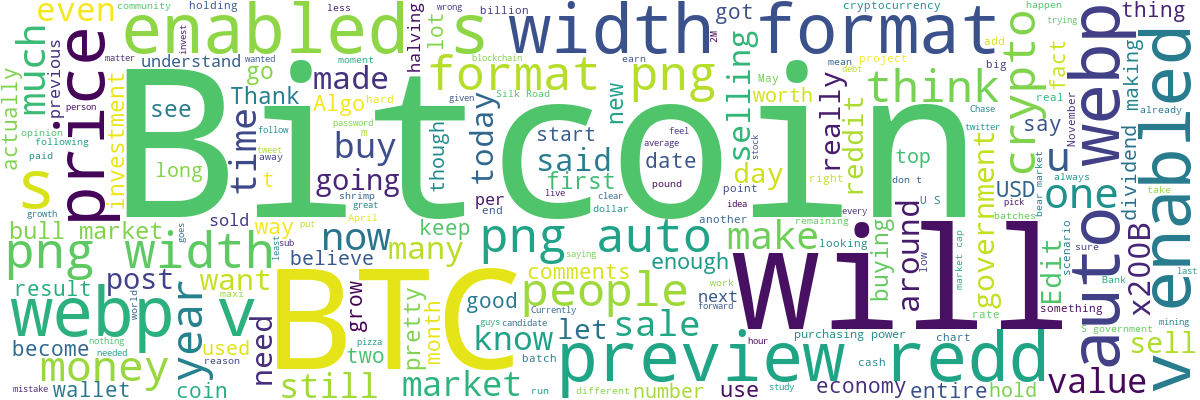 community
holding
less
billion
enabled s
width format
got
cryptocurrency
happen
trying
thing
even
previous
invest
wanted
moment
earn
2M
lot
halving
understand
matter
debt
blockchain
add
project
mean
big
fact
much
price
Bitcoin
made
go
format png
selling
think
crypto
webp
enabled
actually
investment
see
Thank
Algo
hard
given
May
Silk Road
worth
new
really
reddit
Chase
real
making
already
opinion
person
following
paid
long
time
password
m
follow
tweet
away
buy
today
start
said
date
feel
average
stock
day
top
twitter
say
November
s
t
going
though
first
pound
live
clear
dollar
idea
point
right
don t
U S
u
USD
one
always
pick
batches
dividend
take
bull market
growth
goes
sold
way
shrimp
great
April
put
per
end
keep
another
every
remaining
around
government
bear market
auto
x200B
png width
least
sub
believe
now
many
png auto
saying
make
looking
buying
low
market cap
Edit
scenario
sure
Bank
last
v
result
post
want
BTC
grow
good
comments
enough
next
work
forward
will
rate
something
S government
mining
webp v
year
become
world
maxi
need
pretty
month
guys
Currently
candidate
people
know
let
sale
hour
purchasing power
chart
sell
nothing
needed
used
reason
pizza
two
batch
preview redd
cash
economy
money
mistake
wallet
coin
still
market
run
different
number
use
study
entire
hold
value
wrong